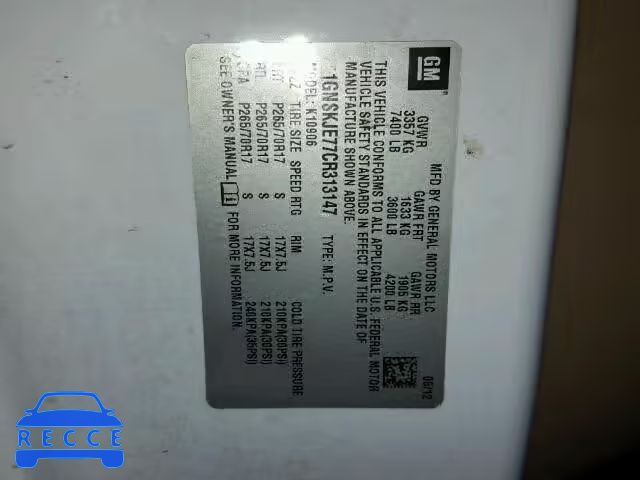 GM
MFD BY GENERAL MOTORS LLC
08/12
GVWR GAWR FRT GAWR RR
3357 KG 1633 KG 1905 KG
7400 LB 3600 LB 4200 LB
THIS VEHICLE CONFORMS TO ALL APPLICABLE U.S. FEDERAL MOTOR
VEHICLE SAFETY STANDARDS IN EFFECT ON THE DATE OF
MANUFACTURE SHOWN ABOVE.
1GNSKJE77CR313147 TYPE: M.P.V.
MODEL: K10906
TIRE SIZE SPEED RTG RIM COLD TIRE PRESSURE
FRT P265/70R17 S 17X7.5J 210KPA(30PSI)
P265/70R17 S 17X7.5J 210KPA(30PSI)
SPA P265/70R17 S 17X7.5J 240KPA(35PSI)
SEE OWNER'S MANUAL FOR MORE INFORMATION.
RECCE